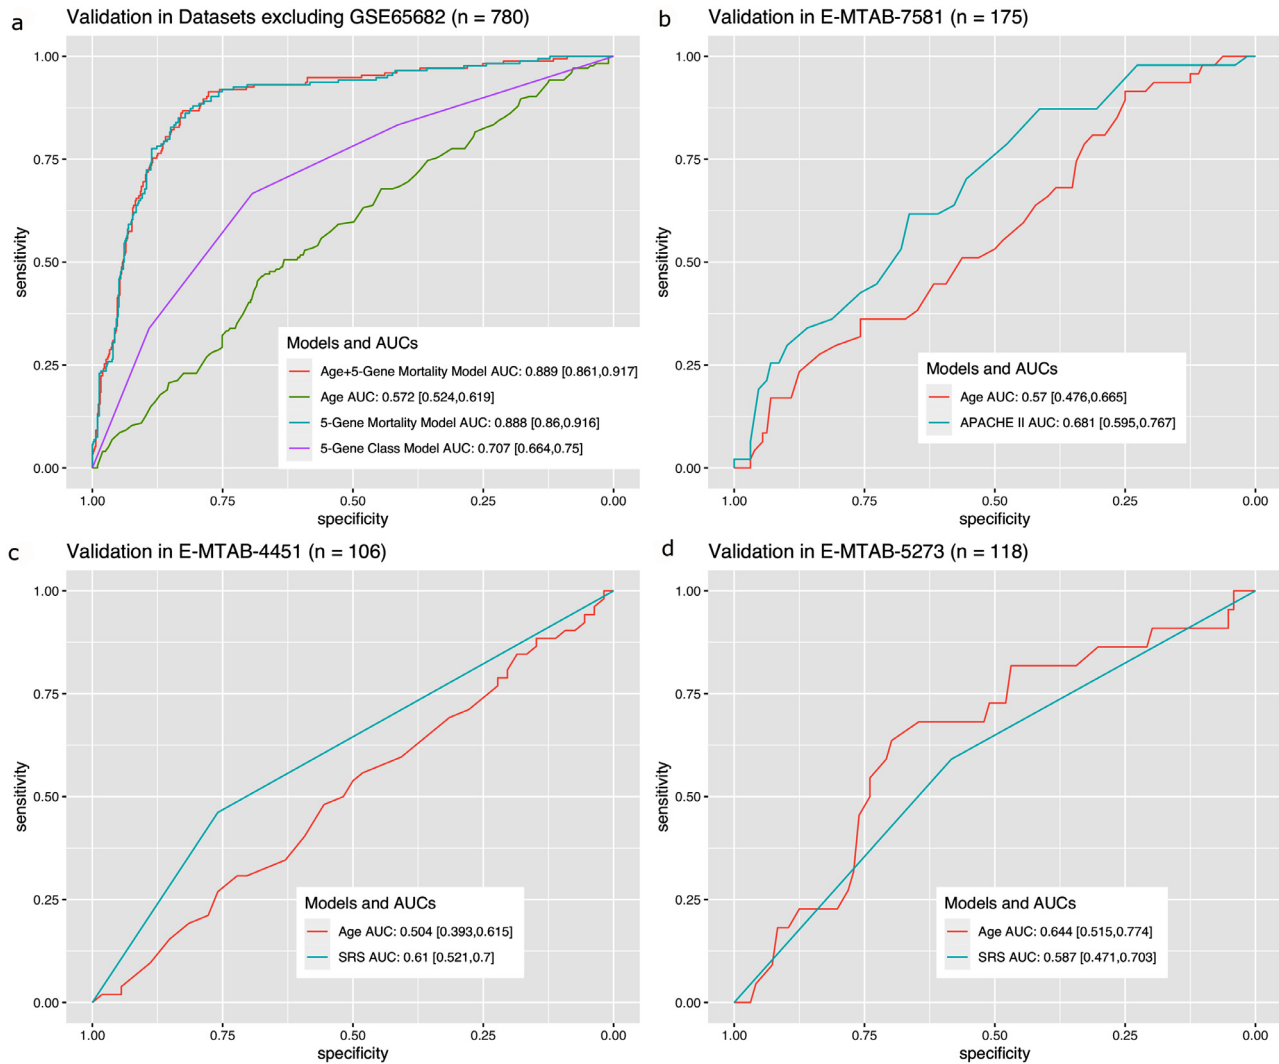 a
Validation in Datasets excluding GSE65682 (n = 780)
1.00
0.75
0.50
0.25
0.00
sensitivity
Models and AUCs
Age+5-Gene Mortality Model AUC: 0.889 [0.861,0.917]
Age AUC: 0.572 [0.524,0.619]
5-Gene Mortality Model AUC: 0.888 [0.86,0.916]
5-Gene Class Model AUC: 0.707 [0.664,0.75]
1.00 0.75 0.50 0.25 0.00
specificity
b
Validation in E-MTAB-7581 (n = 175)
1.00
0.75
0.50
0.25
0.00
sensitivity
Models and AUCs
Age AUC: 0.57 [0.476,0.665]
APACHE II AUC: 0.681 [0.595,0.767]
1.00 0.75 0.50 0.25 0.00
specificity
c
Validation in E-MTAB-4451 (n = 106)
1.00
0.75
0.50
0.25
0.00
sensitivity
Models and AUCs
Age AUC: 0.504 [0.393,0.615]
SRS AUC: 0.61 [0.521,0.7]
1.00 0.75 0.50 0.25 0.00
specificity
d
Validation in E-MTAB-5273 (n = 118)
1.00
0.75
0.50
0.25
0.00
sensitivity
Models and AUCs
Age AUC: 0.644 [0.515,0.774]
SRS AUC: 0.587 [0.471,0.703]
1.00 0.75 0.50 0.25 0.00
specificity